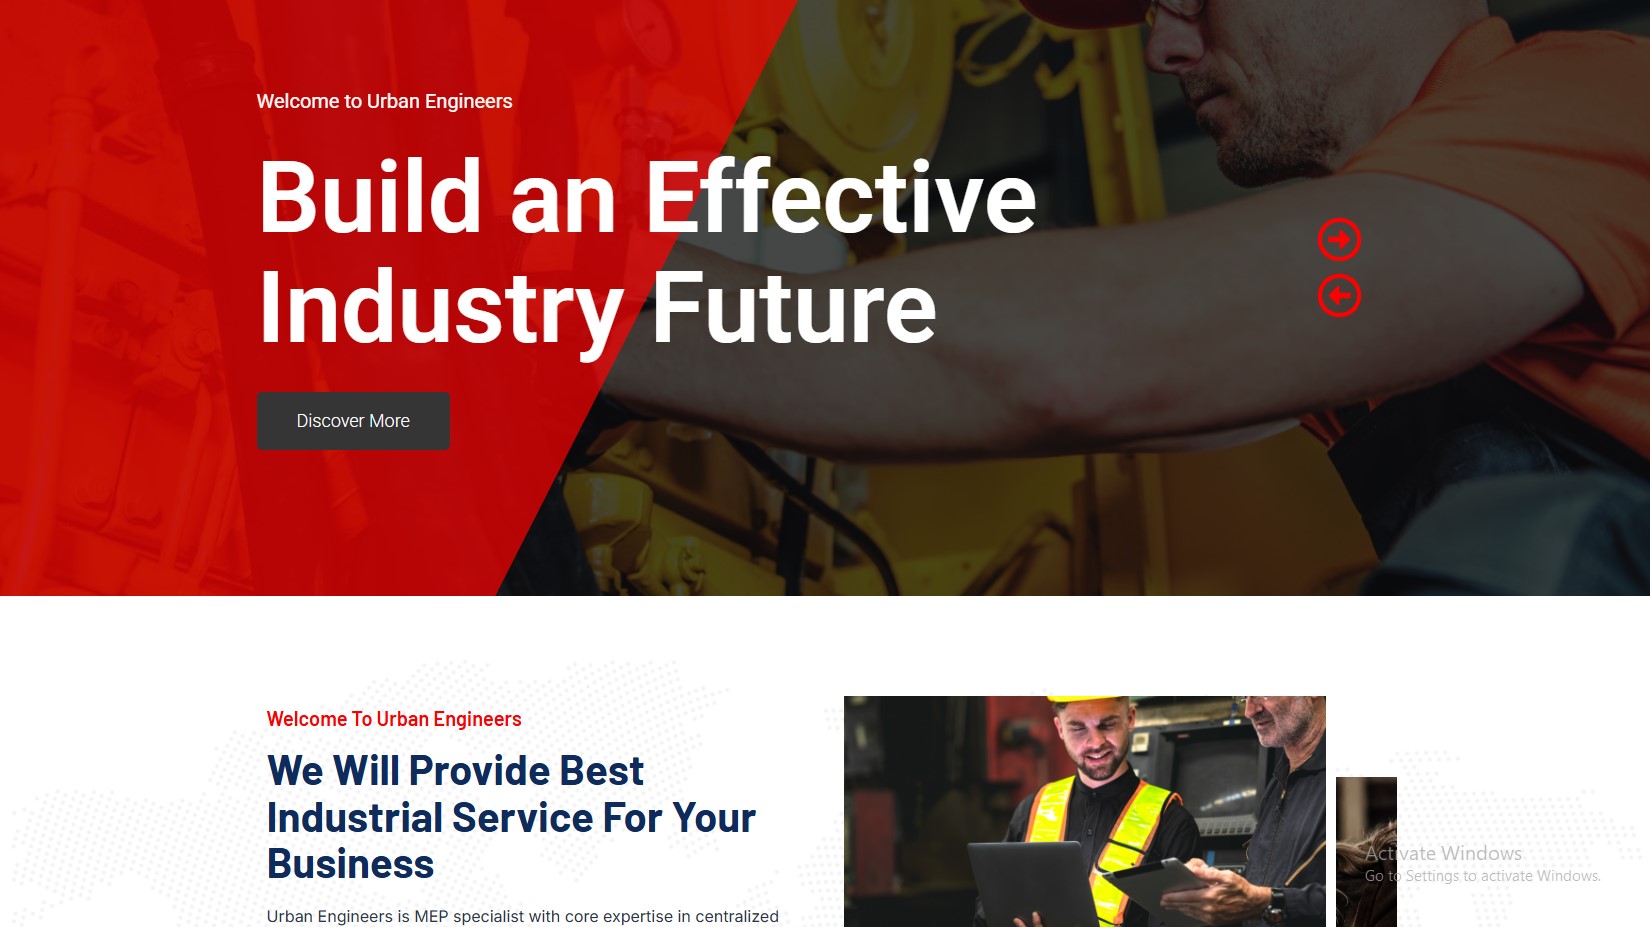 Welcome to Urban Engineers
Build an Effective
Industry Future
Discover More
Welcome To Urban Engineers
We Will Provide Best
Industrial Service For Your
Business
Urban Engineers is MEP specialist with core expertise in centralized
Activate Windows
Go to Settings to activate Windows.